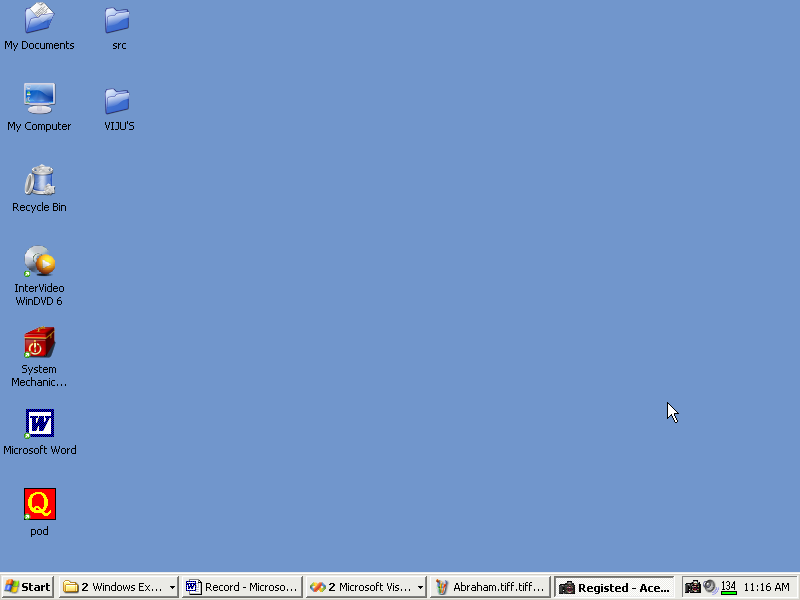 My Documents
src
My Computer
VIJU'S
Recycle Bin
InterVideo
WinDVD 6
System
Mechanic...
W
Microsoft Word
Q
pod
Start
2 Windows Ex...
Record - Microso...
2 Microsoft Vis...
Abraham.tiff.tiff...
Registed - Ace...
134
11:16 AM